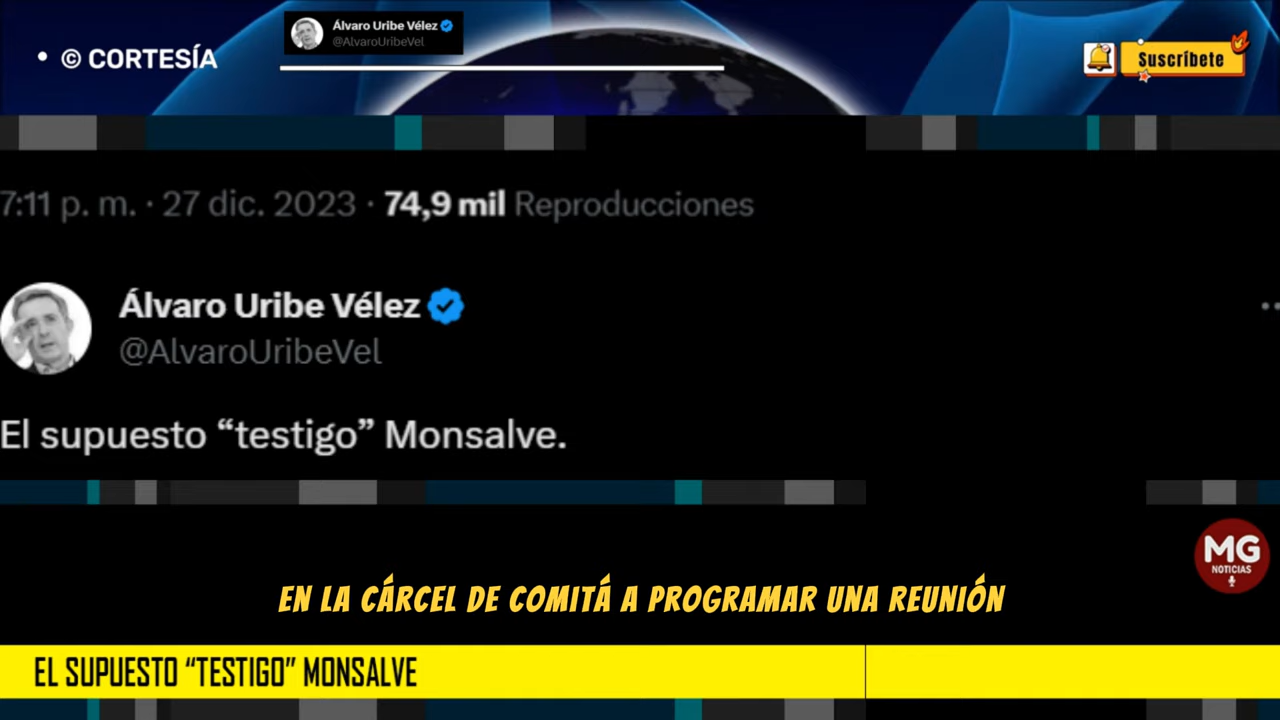 • © CORTESÍA
Álvaro Uribe Vélez
@AlvaroUribeVel
Suscríbete
7:11 p. m. · 27 dic. 2023 · 74,9 mil Reproducciones
Álvaro Uribe Vélez
@AlvaroUribeVel
El supuesto “testigo” Monsalve.
MG
NOTICIAS
EN LA CÁRCEL DE COMITÁ A PROGRAMAR UNA REUNIÓN
EL SUPUESTO “TESTIGO” MONSALVE